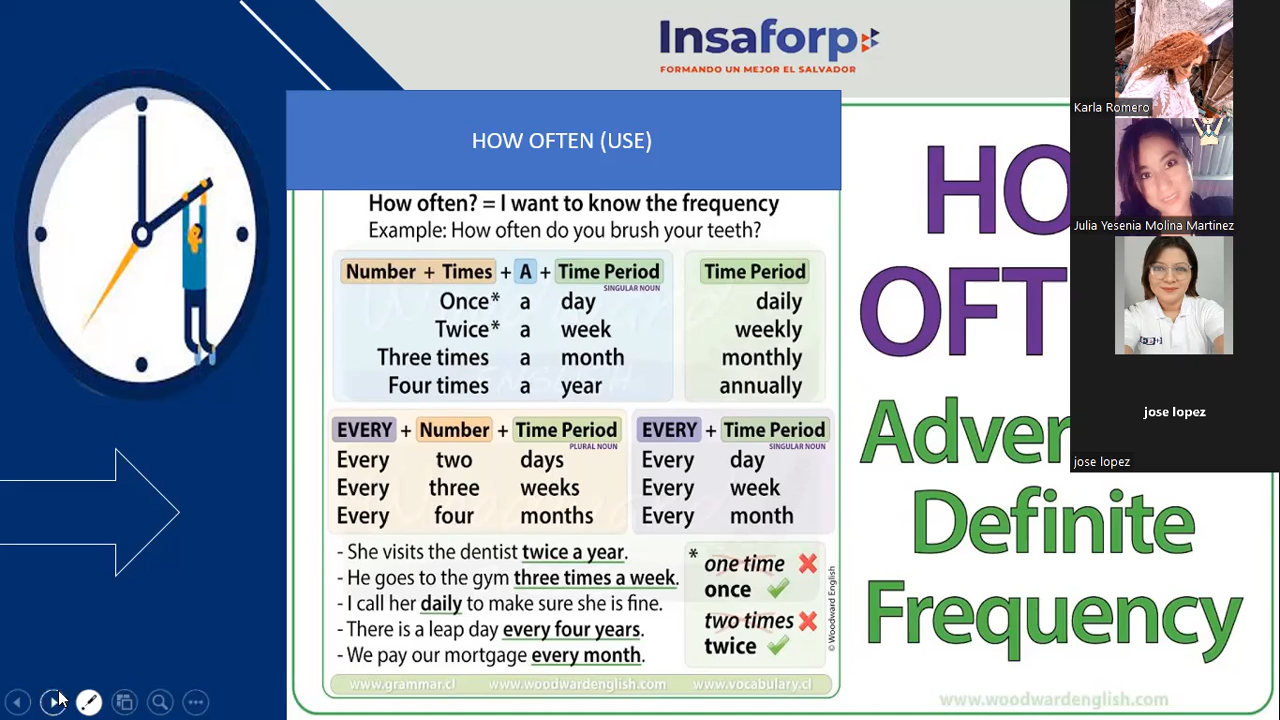 Insaforp
FORMANDO UN MEJOR EL SALVADOR
HOW OFTEN (USE)
How often? = I want to know the frequency
Example: How often do you brush your teeth?
Number + Times + A + Time Period
SINGULAR NOUN
Once* a day
Twice* a week
Three times a month
Four times a year
Time Period
daily
weekly
monthly
annually
EVERY + Number + Time Period
PLURAL NOUN
Every two days
Every three weeks
Every four months
EVERY + Time Period
SINGULAR NOUN
Every day
Every week
Every month
- She visits the dentist twice a year.
- He goes to the gym three times a week.
- I call her daily to make sure she is fine.
- There is a leap day every four years.
- We pay our mortgage every month.
* one time
once
two times
twice
© Woodward English
www.grammar.cl www.woodwardenglish.com www.vocabulary.cl
HO
OFT
Adver
Definite
Frequency
www.woodwardenglish.com
Karla Romero
Julia Yesenia Molina Martinez
jose lopez
jose lopez